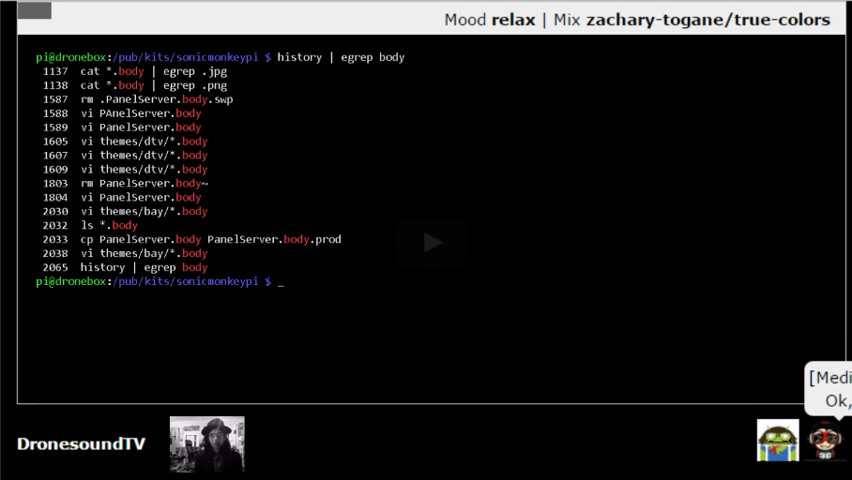 Mood relax | Mix zachary-togane/true-colors
pi@dronebox:/pub/kits/sonicmonkeypi $ history | egrep body
1137 cat *.body | egrep .jpg
1138 cat *.body | egrep .png
1587 rm .PanelServer.body.swp
1588 vi PAnelServer.body
1589 vi PanelServer.body
1605 vi themes/dtv/*.body
1607 vi themes/dtv/*.body
1609 vi themes/dtv/*.body
1803 rm PanelServer.body~
1804 vi PanelServer.body
2030 vi themes/bay/*.body
2032 ls *.body
2033 cp PanelServer.body PanelServer.body.prod
2038 vi themes/bay/*.body
2065 history | egrep body
pi@dronebox:/pub/kits/sonicmonkeypi $ _
[Medi
Ok,
DronesoundTV